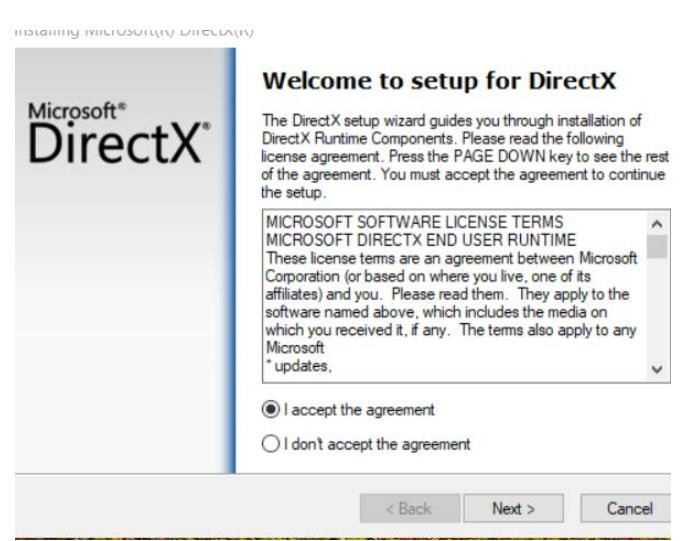 Installing Microsoft(R) DirectX(R)
Microsoft®
DirectX®
Welcome to setup for DirectX
The DirectX setup wizard guides you through installation of
DirectX Runtime Components. Please read the following
license agreement. Press the PAGE DOWN key to see the rest
of the agreement. You must accept the agreement to continue
the setup.
MICROSOFT SOFTWARE LICENSE TERMS
MICROSOFT DIRECTX END USER RUNTIME
These license terms are an agreement between Microsoft
Corporation (or based on where you live, one of its
affiliates) and you. Please read them. They apply to the
software named above, which includes the media on
which you received it, if any. The terms also apply to any
Microsoft
* updates,
I accept the agreement
I don't accept the agreement
< Back
Next >
Cancel